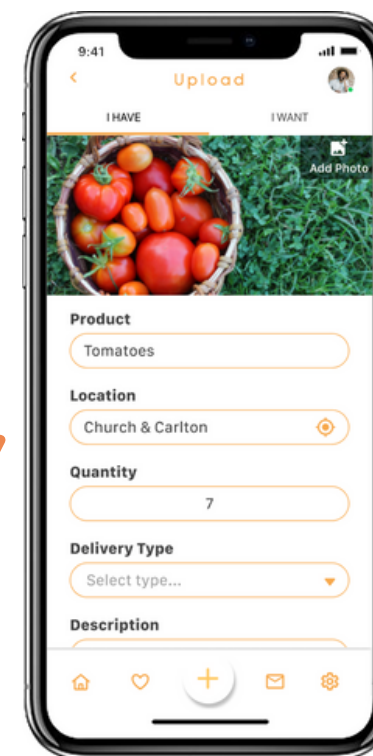 9:41
Upload
I HAVE
I WANT
Add Photo
Product
Tomatoes
Location
Church & Carlton
Quantity
7
Delivery Type
Select type...
Description